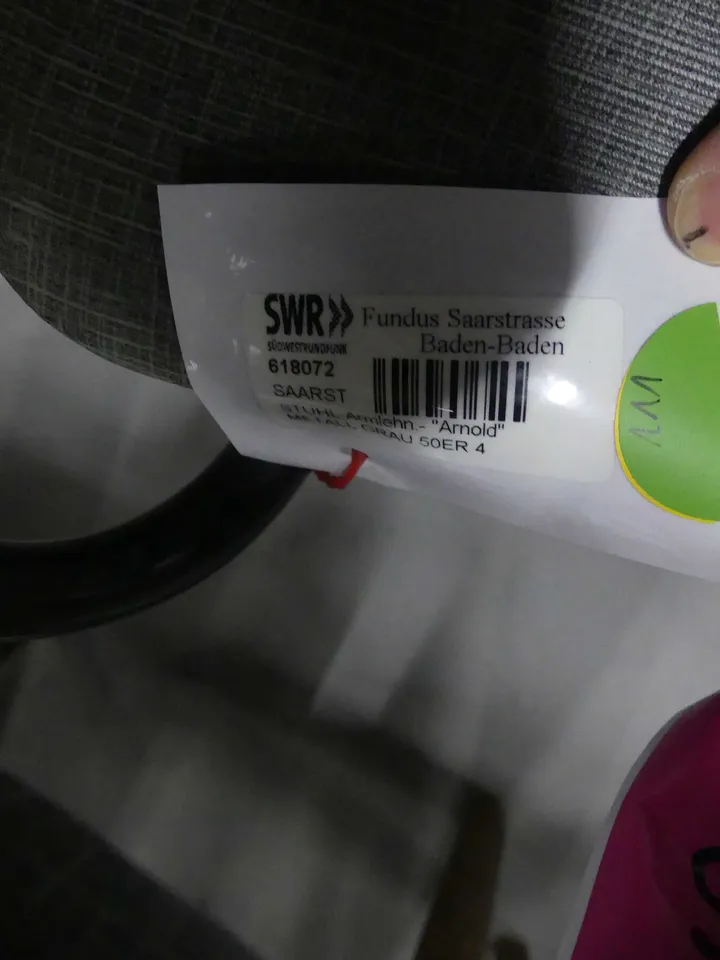 SWR»
SÜDWESTRUNDFUNK
Fundus Saarstrasse
Baden-Baden
618072
SAARST
STUHL-Armlehn.- "Arnold"
METALL GRAU 50ER 4